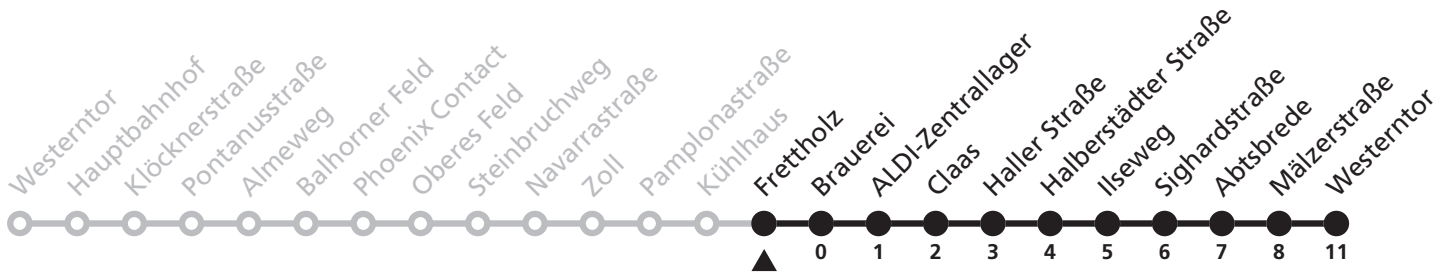 Westerntor
Hauptbahnhof
Klöcknerstraße
Pontanusstraße
Almeweg
Balhorner Feld
Phoenix Contact
Oberes Feld
Steinbruchweg
Navarrastraße
Zoll
Pamplonastraße
Kühlhaus
Frettholz
Brauerei
ALDI-Zentrallager
Claas
Haller Straße
Halberstädter Straße
Ilseweg
Sighardstraße
Abtsbrede
Mälzerstraße
Westerntor
0 1 2 3 4 5 6 7 8 11